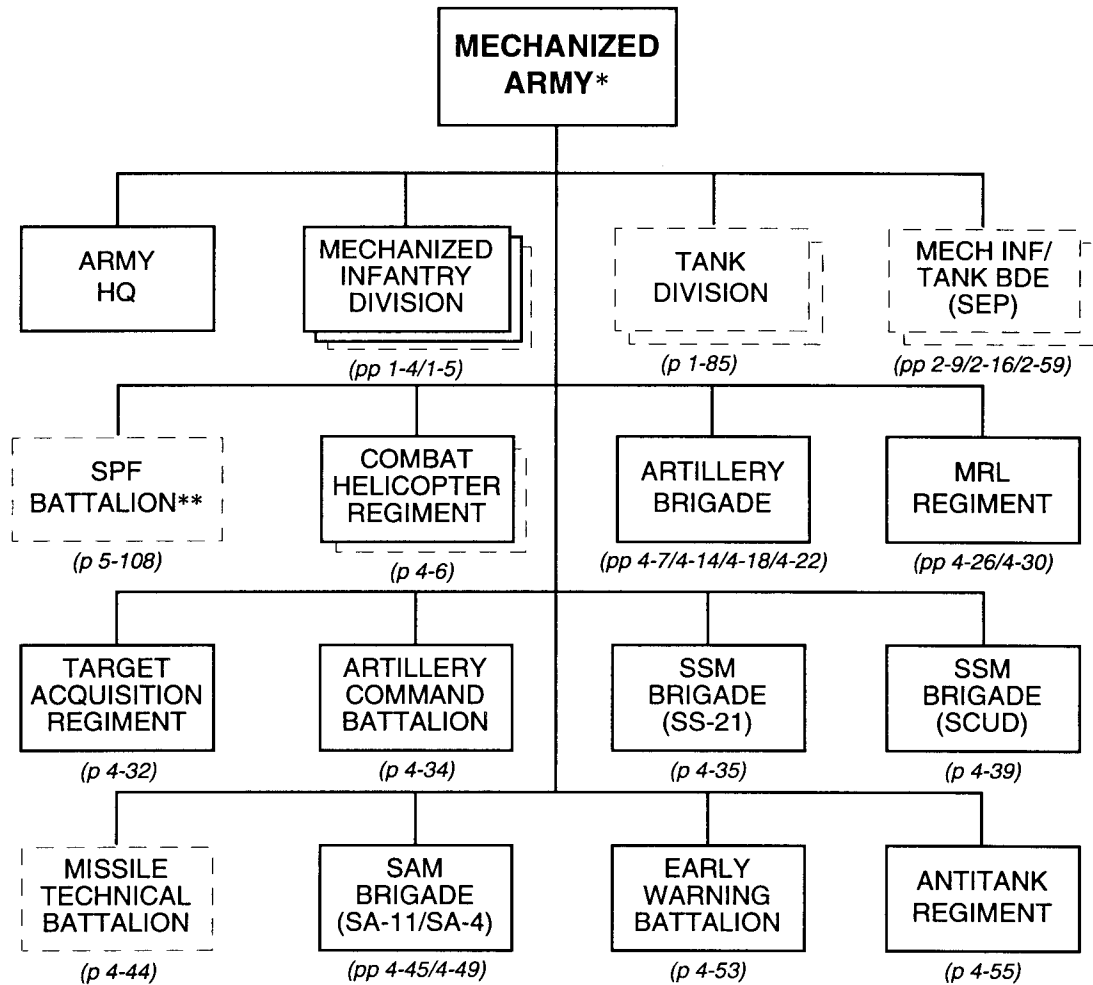 MECHANIZED
ARMY*
ARMY
HQ
MECHANIZED
INFANTRY
DIVISION
(pp 1-4/1-5)
TANK
DIVISION
(p 1-85)
MECH INF/
TANK BDE
(SEP)
(pp 2-9/2-16/2-59)
SPF
BATTALION**
(p 5-108)
COMBAT
HELICOPTER
REGIMENT
(p 4-6)
ARTILLERY
BRIGADE
(pp 4-7/4-14/4-18/4-22)
MRL
REGIMENT
(pp 4-26/4-30)
TARGET
ACQUISITION
REGIMENT
(p 4-32)
ARTILLERY
COMMAND
BATTALION
(p 4-34)
SSM
BRIGADE
(SS-21)
(p 4-35)
SSM
BRIGADE
(SCUD)
(p 4-39)
MISSILE
TECHNICAL
BATTALION
(p 4-44)
SAM
BRIGADE
(SA-11/SA-4)
(pp 4-45/4-49)
EARLY
WARNING
BATTALION
(p 4-53)
ANTITANK
REGIMENT
(p 4-55)